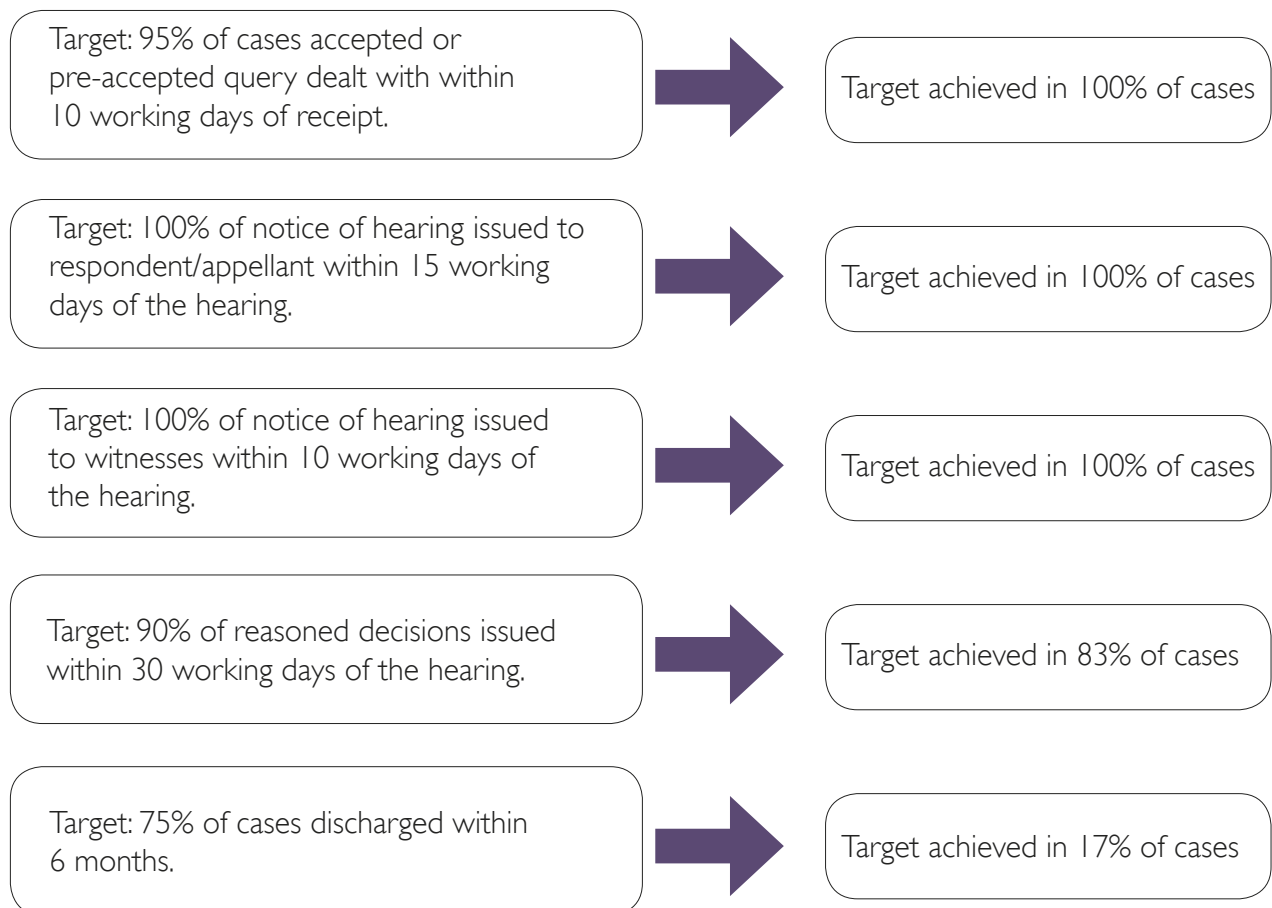 Target: 95% of cases accepted or
pre-accepted query dealt with within
10 working days of receipt.
Target achieved in 100% of cases
Target: 100% of notice of hearing issued to
respondent/appellant within 15 working
days of the hearing.
Target achieved in 100% of cases
Target: 100% of notice of hearing issued
to witnesses within 10 working days of
the hearing.
Target achieved in 100% of cases
Target: 90% of reasoned decisions issued
within 30 working days of the hearing.
Target achieved in 83% of cases
Target: 75% of cases discharged within
6 months.
Target achieved in 17% of cases